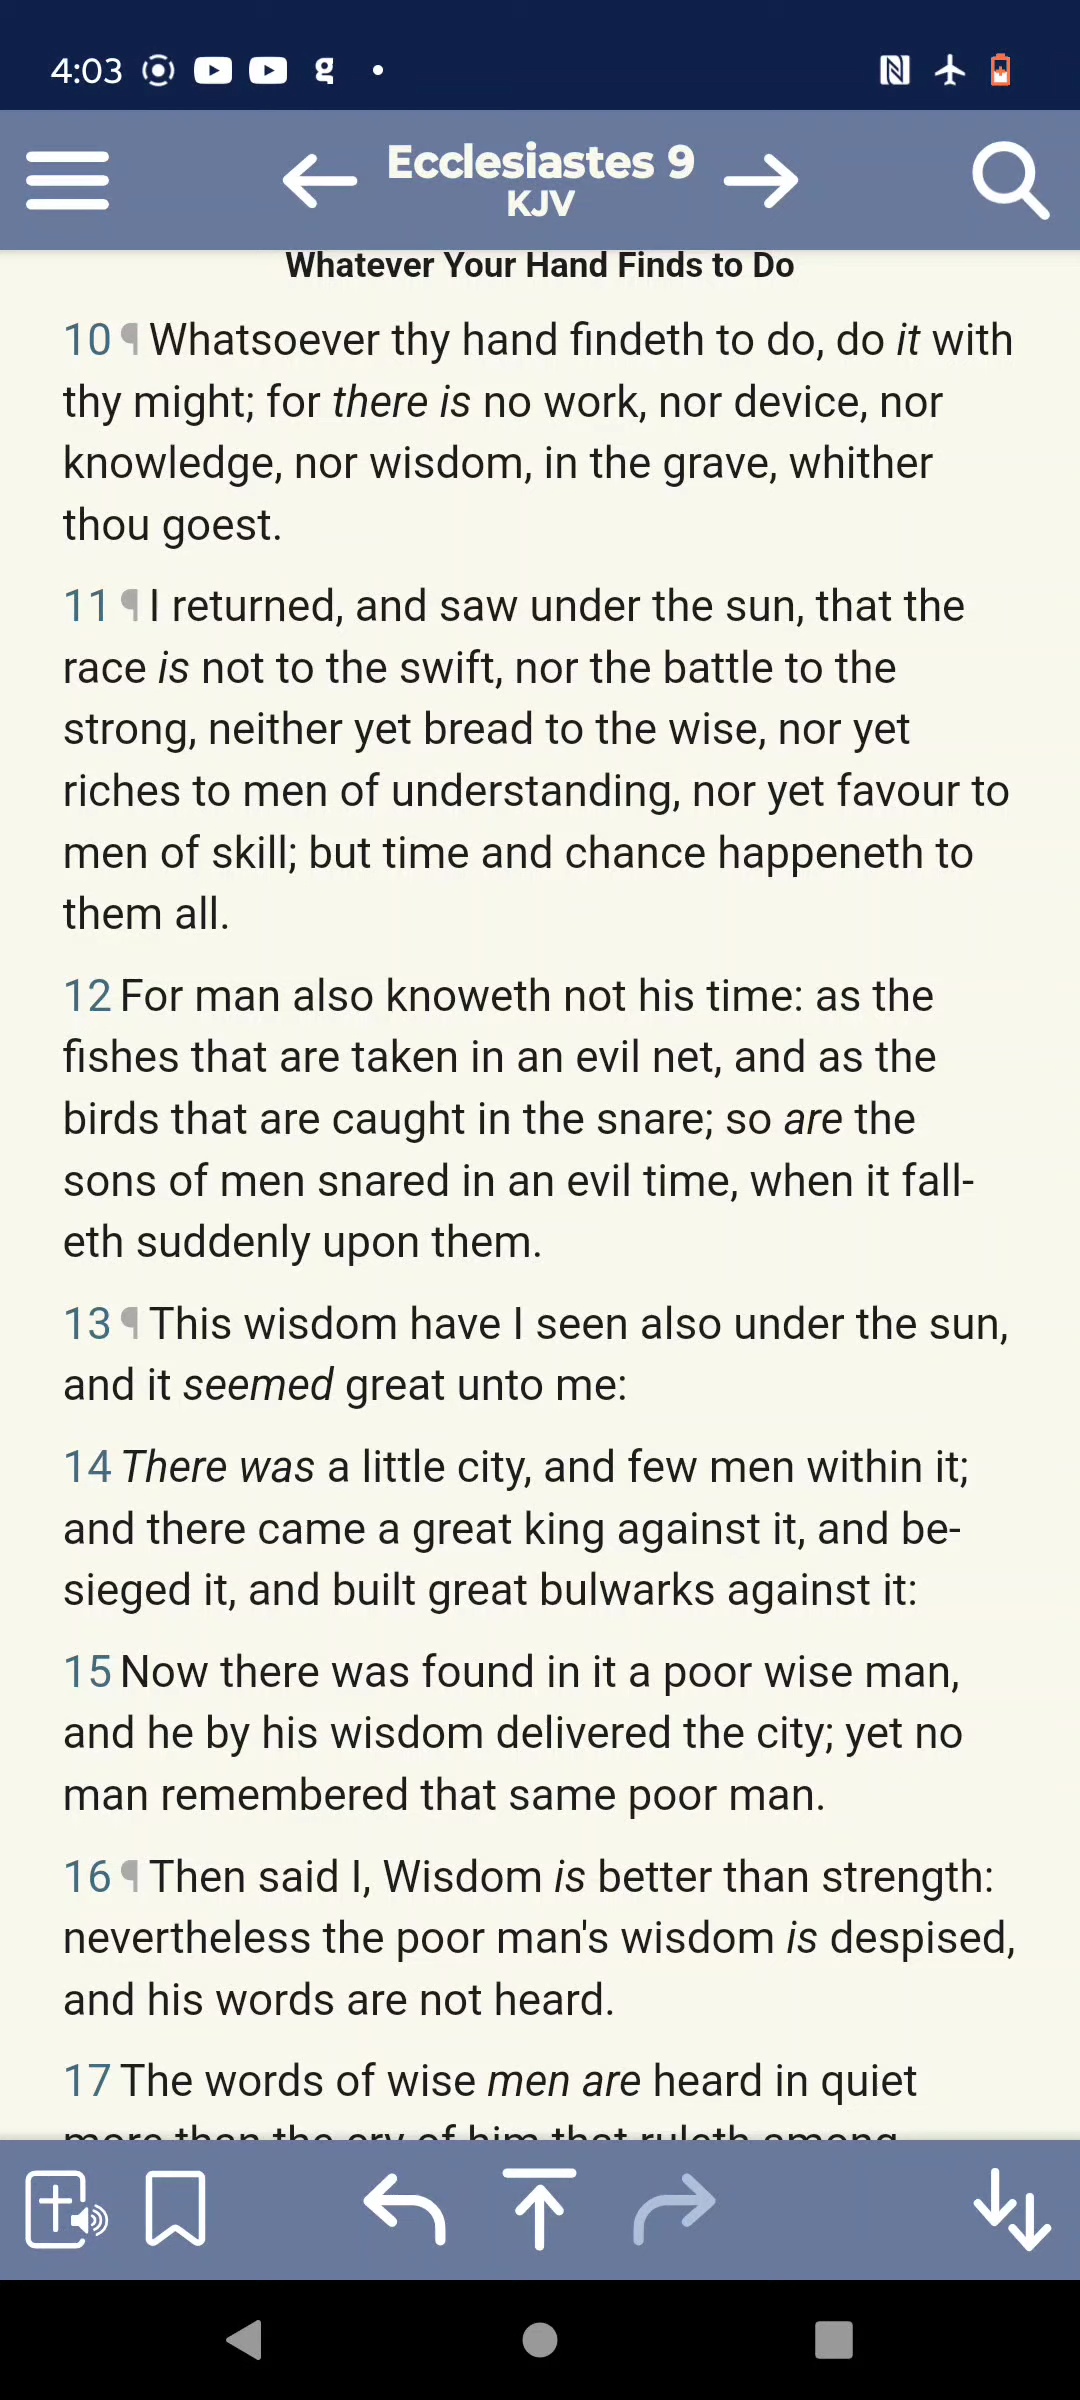 4:03
Ecclesiastes 9
KJV
Whatever Your Hand Finds to Do
10 ¶ Whatsoever thy hand findeth to do, do it with
thy might; for there is no work, nor device, nor
knowledge, nor wisdom, in the grave, whither
thou goest.
11 ¶ I returned, and saw under the sun, that the
race is not to the swift, nor the battle to the
strong, neither yet bread to the wise, nor yet
riches to men of understanding, nor yet favour to
men of skill; but time and chance happeneth to
them all.
12 For man also knoweth not his time: as the
fishes that are taken in an evil net, and as the
birds that are caught in the snare; so are the
sons of men snared in an evil time, when it fall-
eth suddenly upon them.
13 ¶ This wisdom have I seen also under the sun,
and it seemed great unto me:
14 There was a little city, and few men within it;
and there came a great king against it, and be-
sieged it, and built great bulwarks against it:
15 Now there was found in it a poor wise man,
and he by his wisdom delivered the city; yet no
man remembered that same poor man.
16 ¶ Then said I, Wisdom is better than strength:
nevertheless the poor man's wisdom is despised,
and his words are not heard.
17 The words of wise men are heard in quiet
more than the cry of him that ruleth among